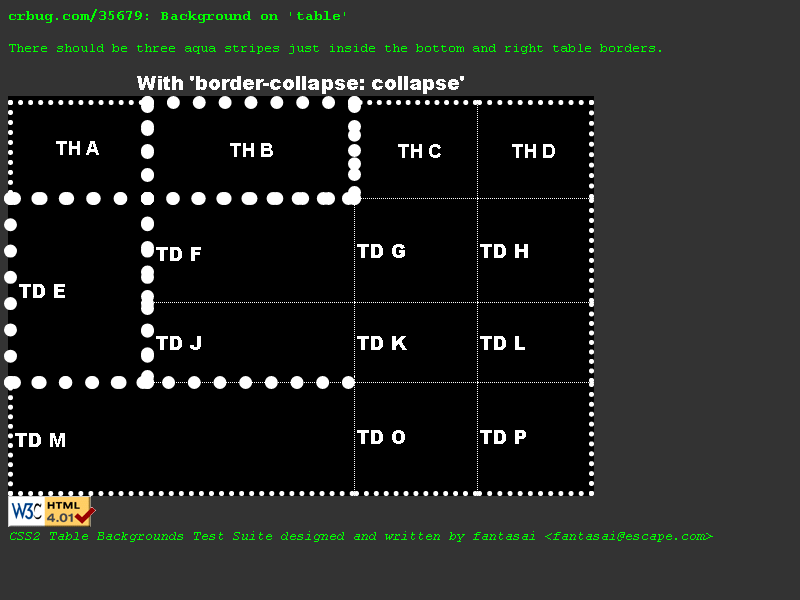 crbug.com/35679: Background on 'table'
There should be three aqua stripes just inside the bottom and right table borders.
With 'border-collapse: collapse'
TH A TH B TH C TH D
TD E TD F TD G TD H
TD J TD K TD L
TD M TD O TD P
W3C HTML 4.01
CSS2 Table Backgrounds Test Suite designed and written by fantasai <fantasai@escape.com>